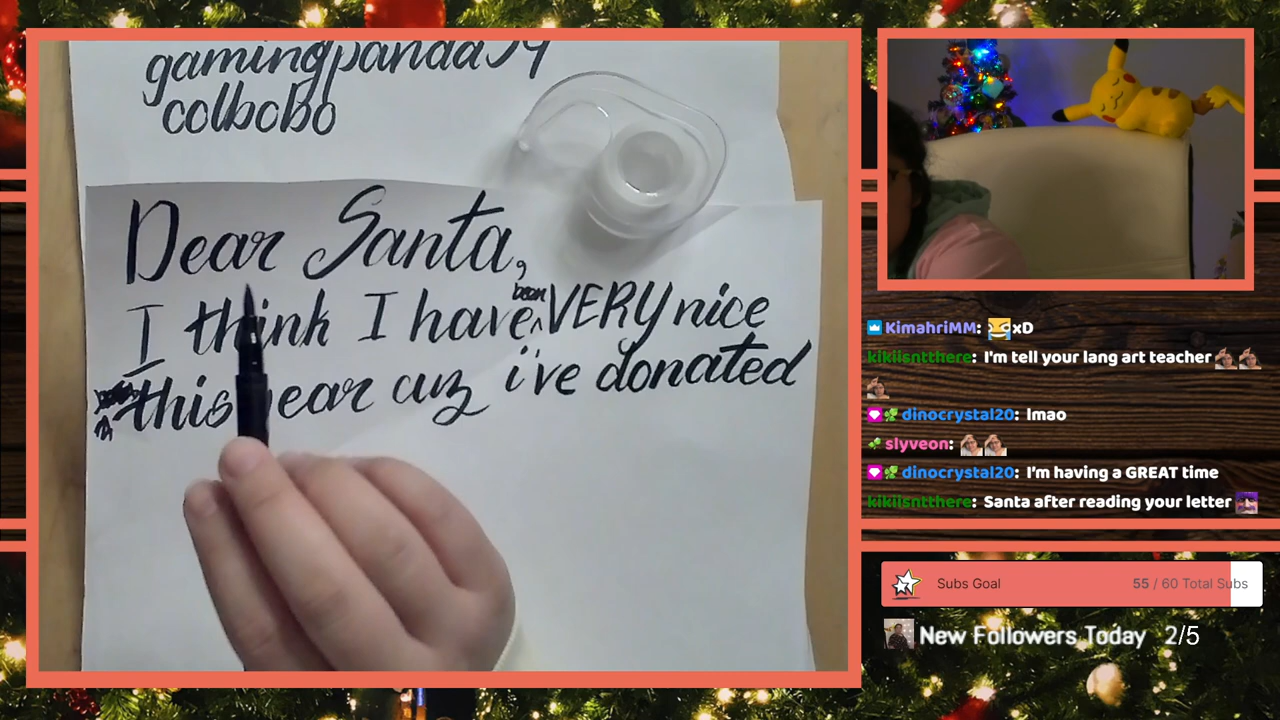 gamingpanda54
colbobo
Dear Santa,
been
I think I have ^ VERY nice
this year cuz i've donated
KimahriMM: xD
kikiisntthere: I'm tell your lang art teacher
dinocrystal20: lmao
slyveon:
dinocrystal20: I'm having a GREAT time
kikiisntthere: Santa after reading your letter
Subs Goal 55 / 60 Total Subs
New Followers Today 2/5